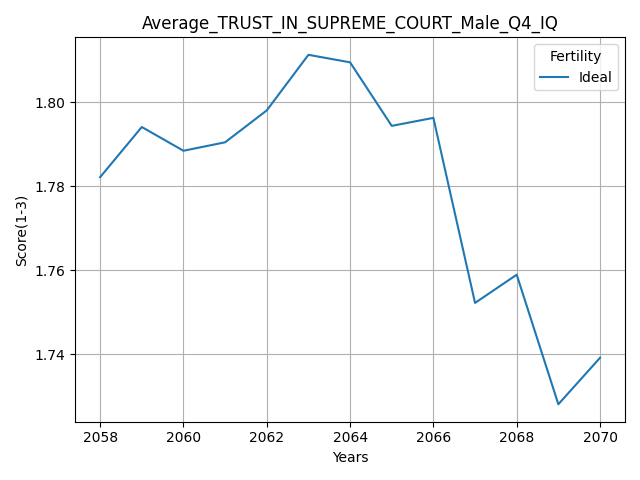 Average_TRUST_IN_SUPREME_COURT_Male_Q4_IQ
Fertility
Ideal
Score(1-3)
1.80
1.78
1.76
1.74
2058 2060 2062 2064 2066 2068 2070
Years